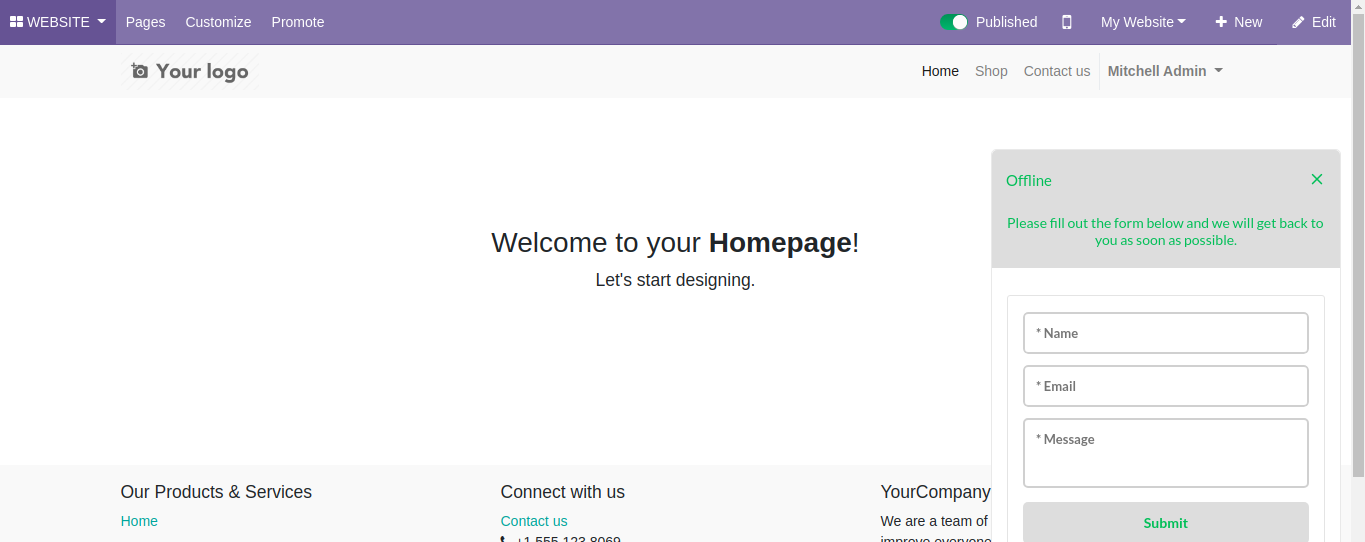 WEBSITE Pages Customize Promote Published My Website New Edit
Your logo Home Shop Contact us Mitchell Admin
Welcome to your Homepage!
Let's start designing.
Offline
Please fill out the form below and we will get back to
you as soon as possible.
* Name
* Email
* Message
Submit
Our Products & Services
Home
Connect with us
Contact us
+1 555 123 8069
YourCompany
We are a team of
improve everyone